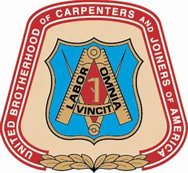 UNITED BROTHERHOOD OF CARPENTERS AND JOINERS OF AMERICA
LABOR OMNIA
VINCIT